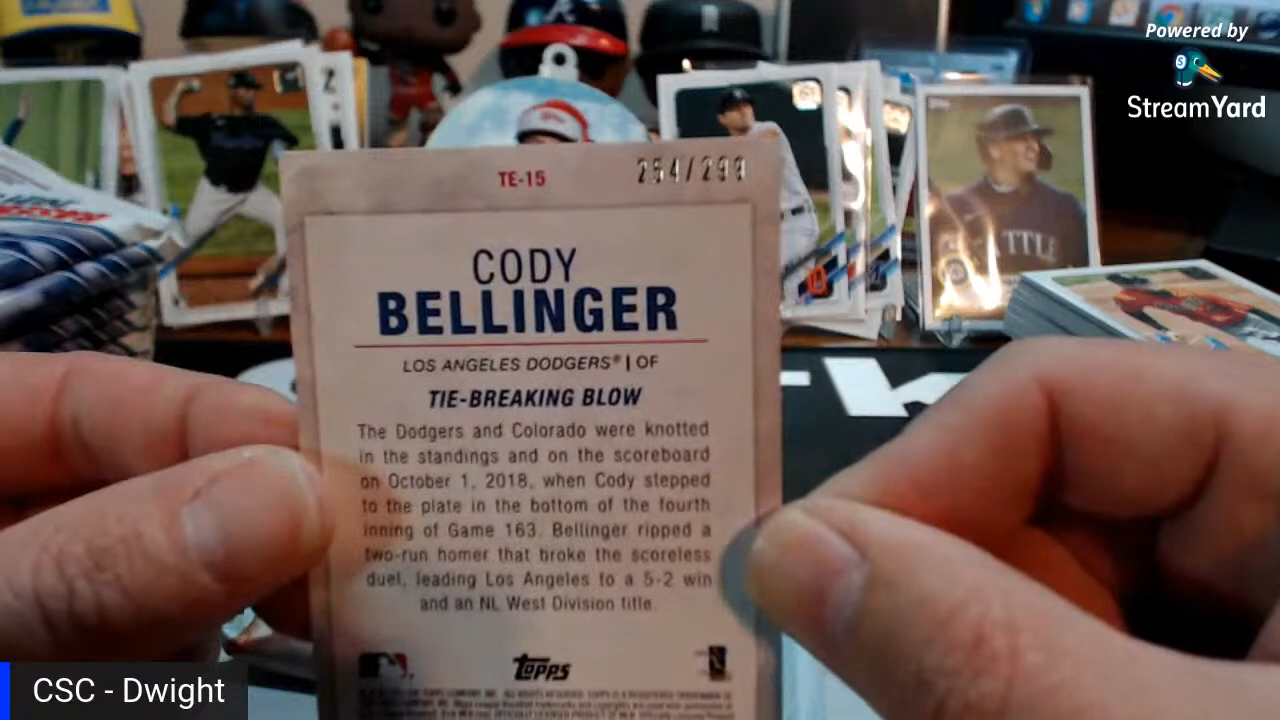 Powered by
StreamYard
TE-15
254/299
CODY
BELLINGER
LOS ANGELES DODGERS® | OF
TIE-BREAKING BLOW
The Dodgers and Colorado were knotted
in the standings and on the scoreboard
on October 1, 2018, when Cody stepped
to the plate in the bottom of the fourth
inning of Game 163. Bellinger ripped a
two-run homer that broke the scoreless
duel, leading Los Angeles to a 5-2 win
and an NL West Division title.
Topps
TTLE
CSC - Dwight